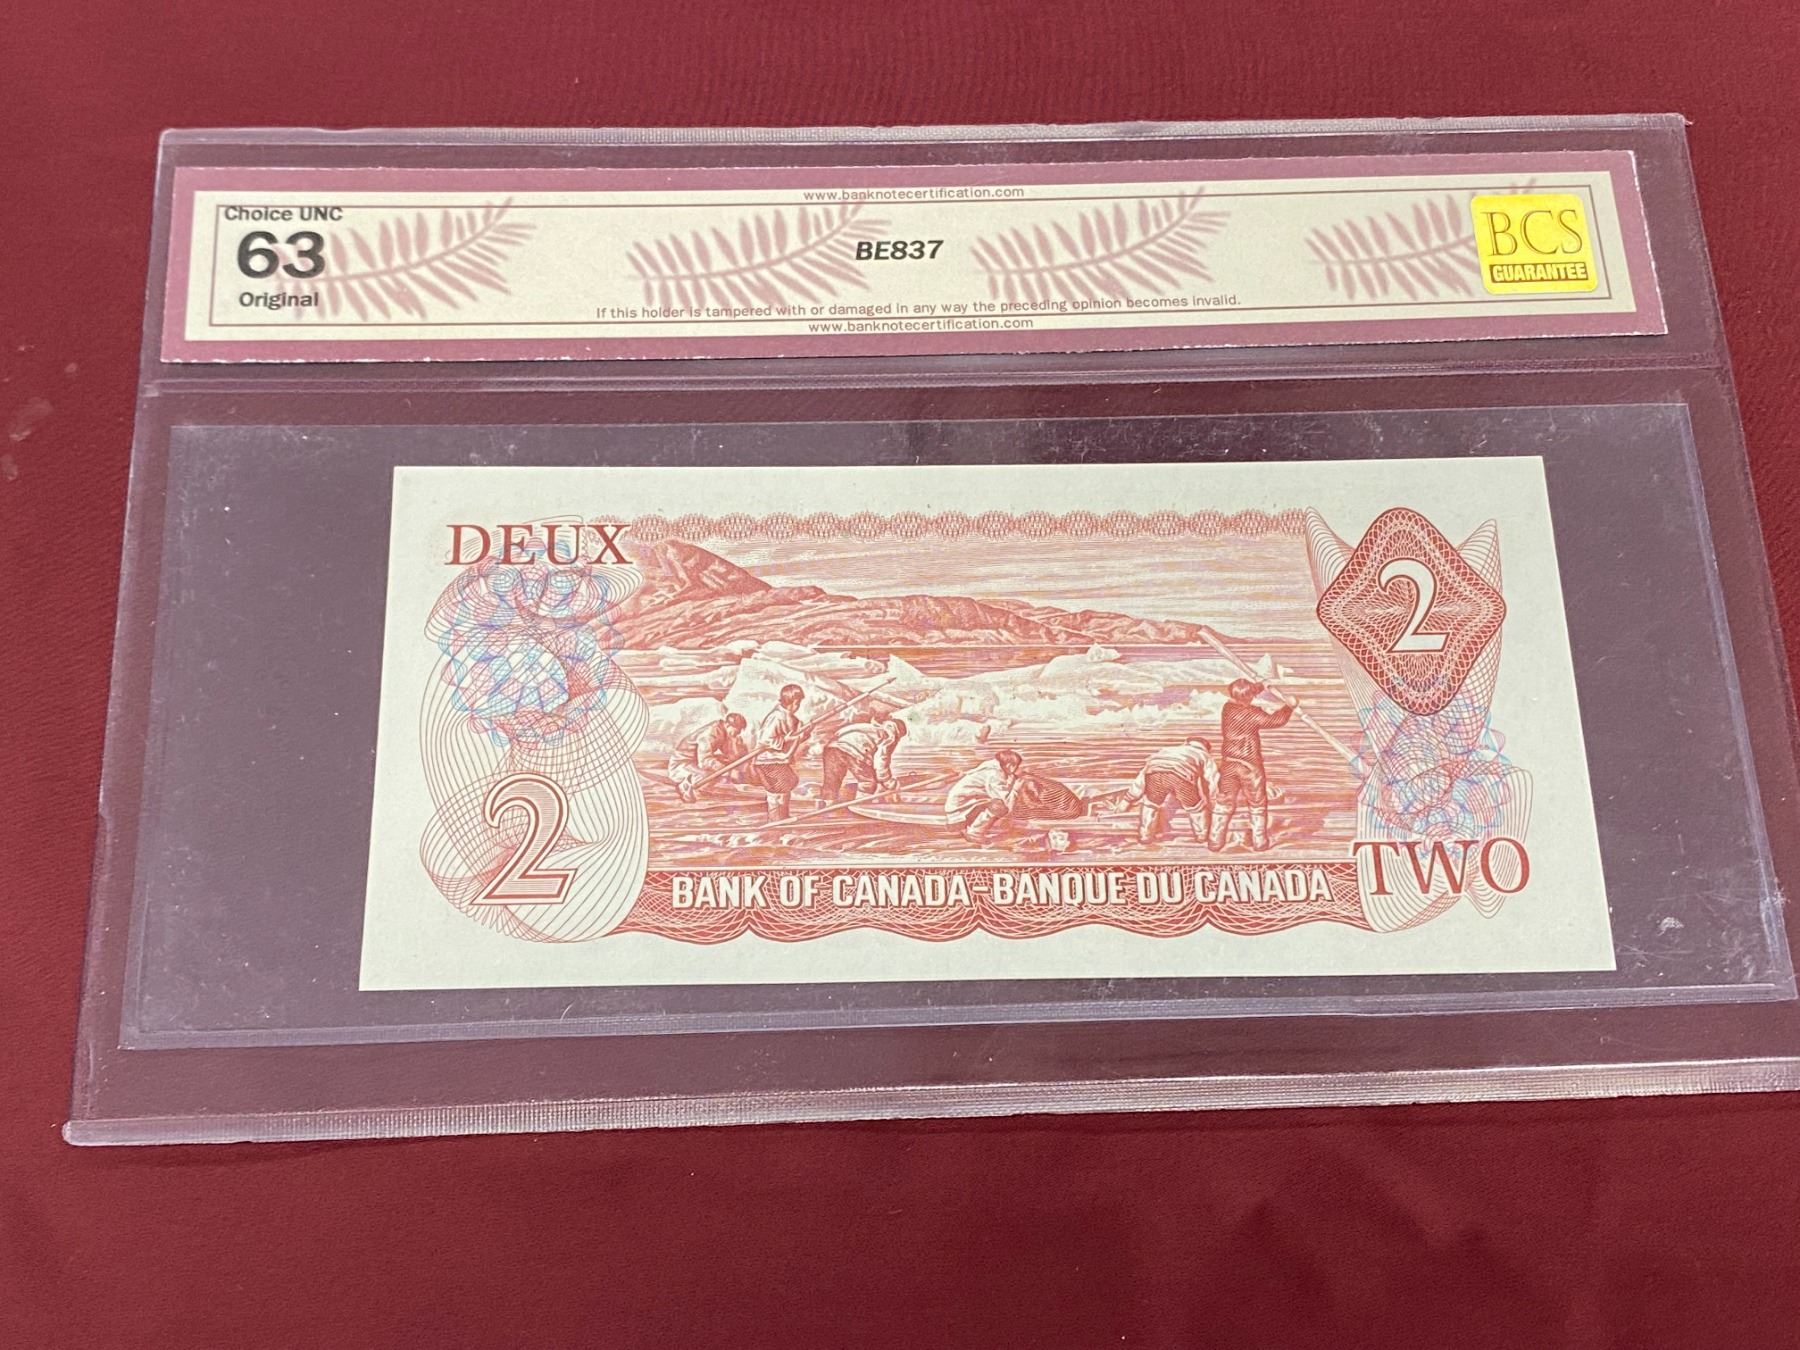 www.banknotecertification.com
Choice UNC
63
Original
BE837
BCS
GUARANTEE
If this holder is tampered with or damaged in any way the preceding opinion becomes invalid.
www.banknotecertification.com
DEUX
2
2
BANK OF CANADA-BANQUE DU CANADA
TWO